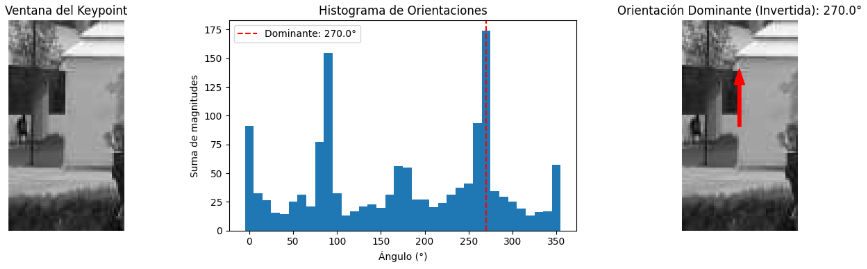 Ventana del Keypoint
Histograma de Orientaciones
Orientación Dominante (Invertida): 270.0°
Dominante: 270.0°
Suma de magnitudes
175
150
125
100
75
50
25
0
0 50 100 150 200 250 300 350
Ángulo (°)